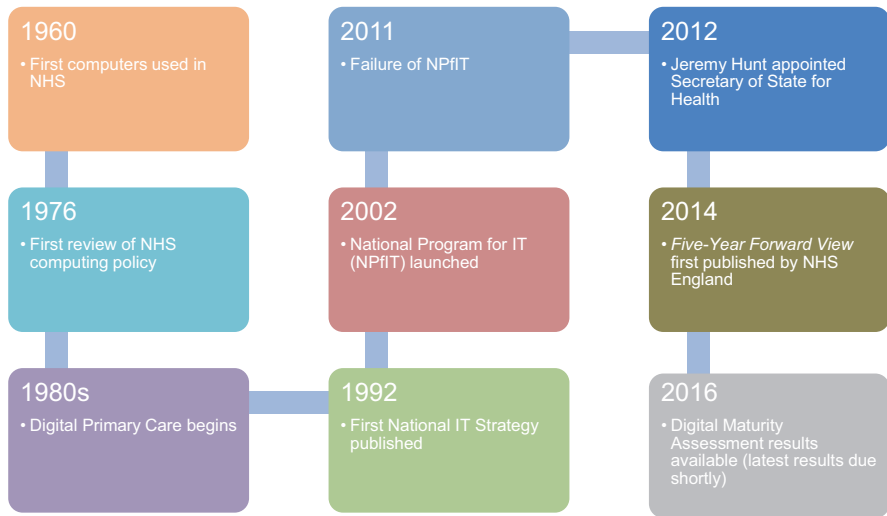 1960
• First computers used in
NHS
1976
• First review of NHS
computing policy
1980s
• Digital Primary Care begins
1992
• First National IT Strategy
published
2002
• National Program for IT
(NPfIT) launched
2011
• Failure of NPfIT
2012
• Jeremy Hunt appointed
Secretary of State for
Health
2014
• Five-Year Forward View
first published by NHS
England
2016
• Digital Maturity
Assessment results
available (latest results due
shortly)